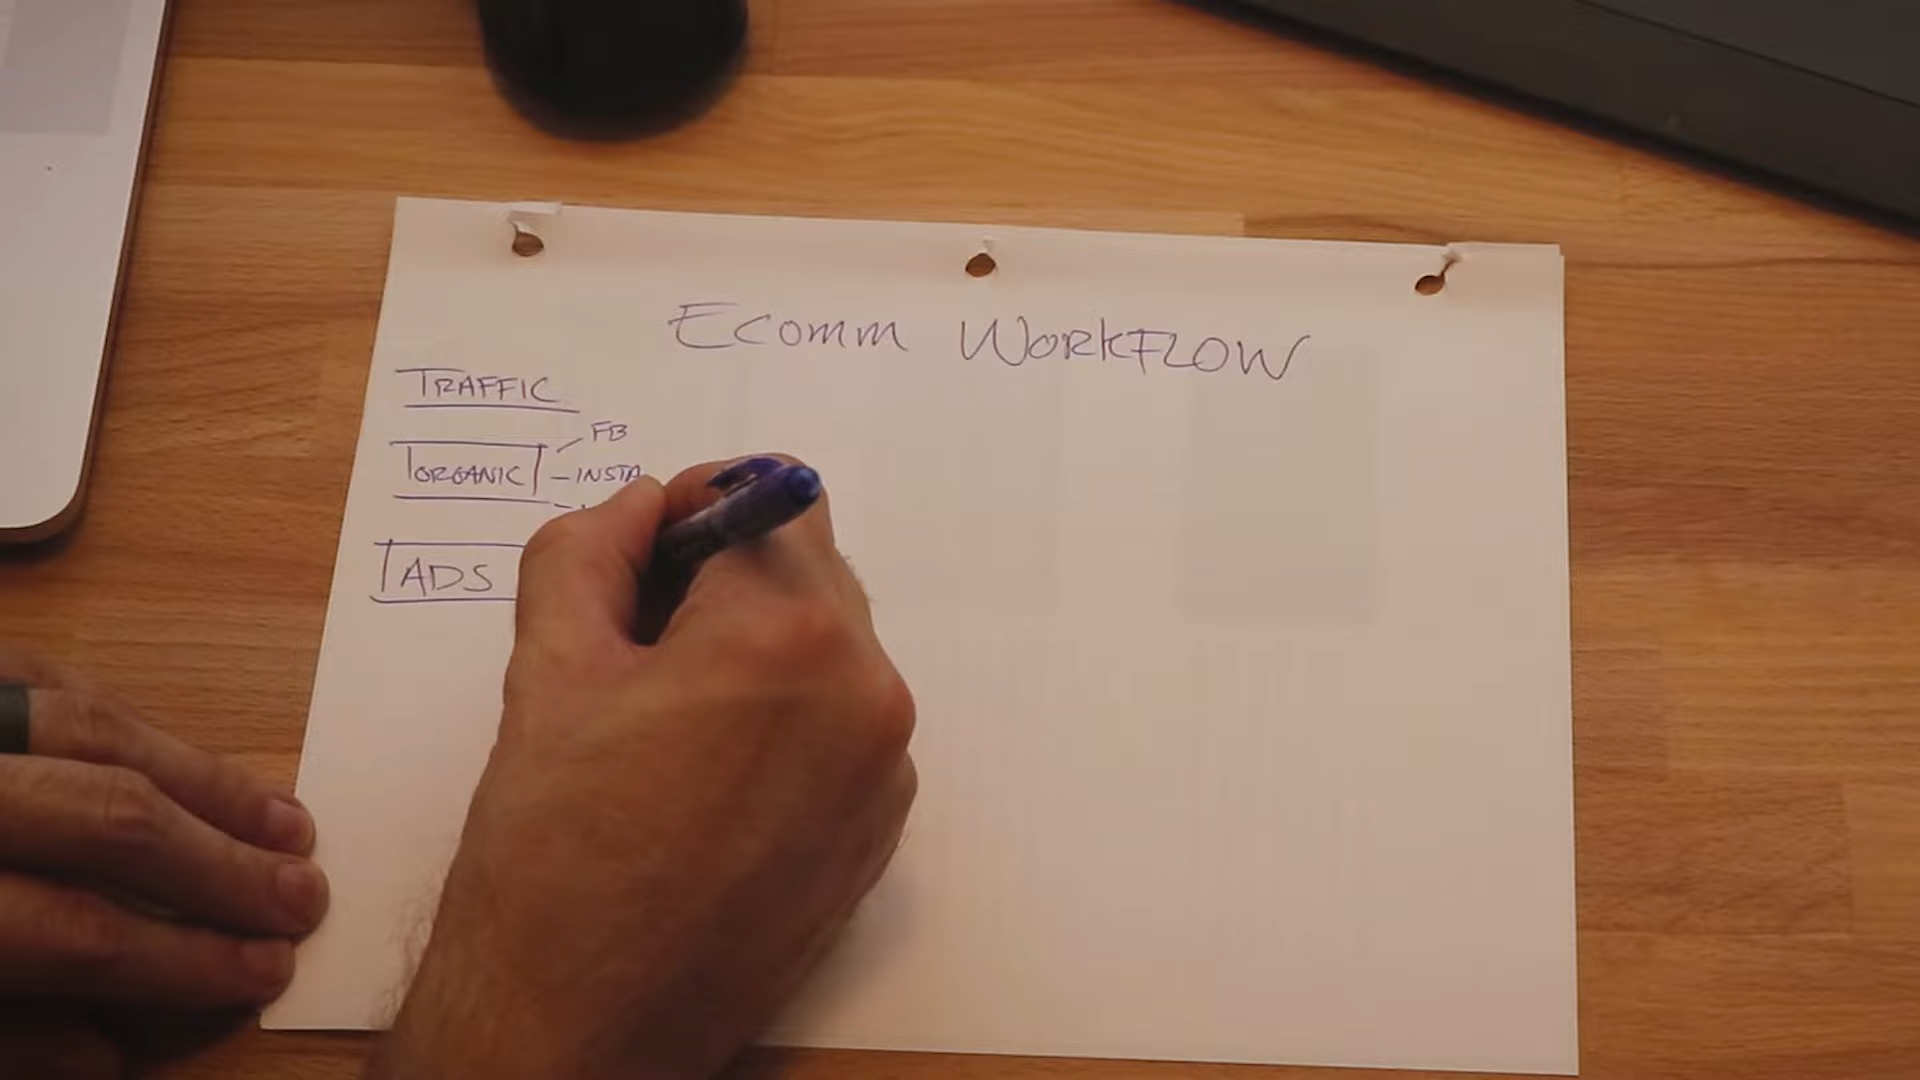 Ecomm WORKFLOW
TRAFFIC
FB
ORGANIC
-INSTA
ADS